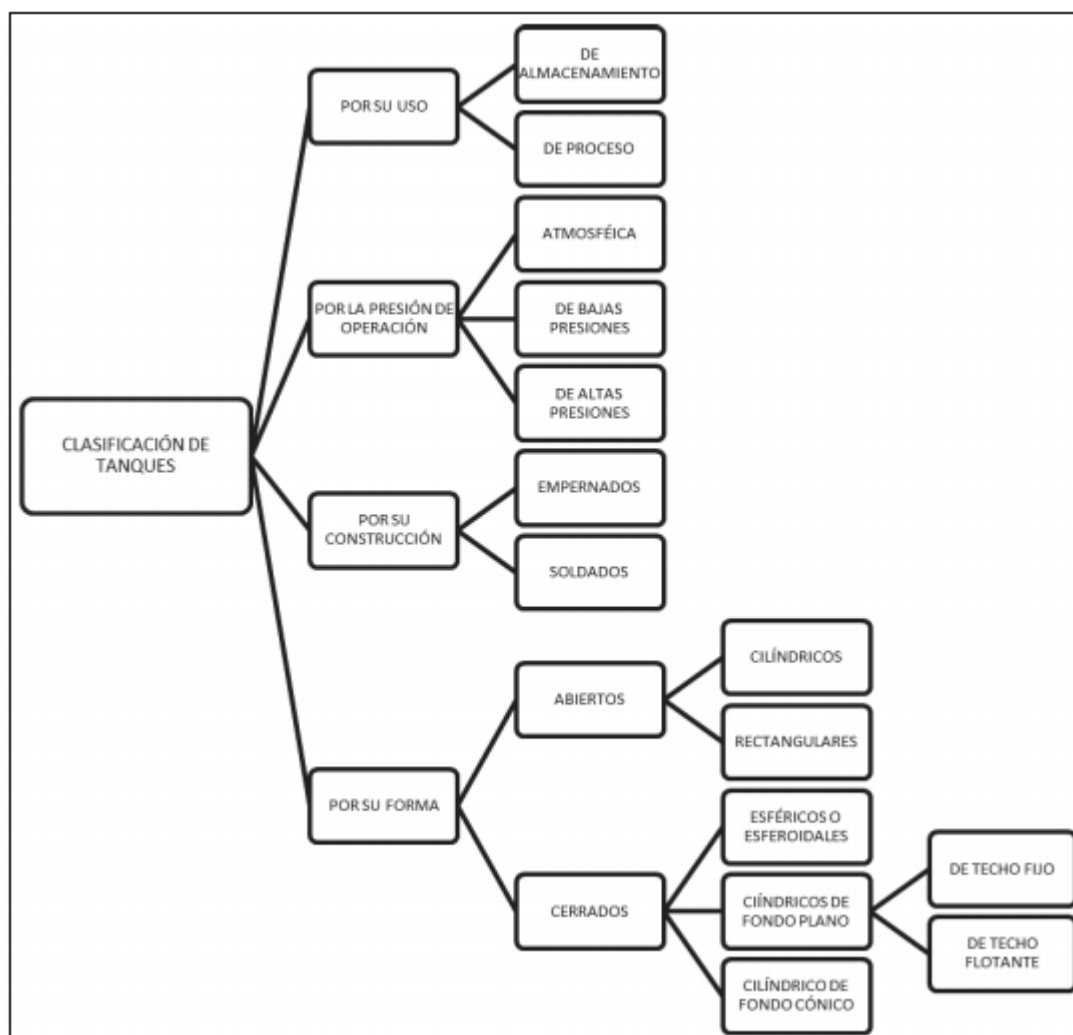 CLASIFICACIÓN DE
TANQUES
POR SU USO
DE
ALMACENAMIENTO
DE PROCESO
POR LA PRESIÓN DE
OPERACIÓN
ATMOSFÉICA
DE BAJAS
PRESIONES
DE ALTAS
PRESIONES
POR SU
CONSTRUCCIÓN
EMPERNADOS
SOLDADOS
POR SU FORMA
ABIERTOS
CILÍNDRICOS
RECTANGULARES
CERRADOS
ESFÉRICOS O
ESFEROIDALES
CIÍNDRICOS DE
FONDO PLANO
DE TECHO FIJO
DE TECHO
FLOTANTE
CILÍNDRICO DE
FONDO CÓNICO